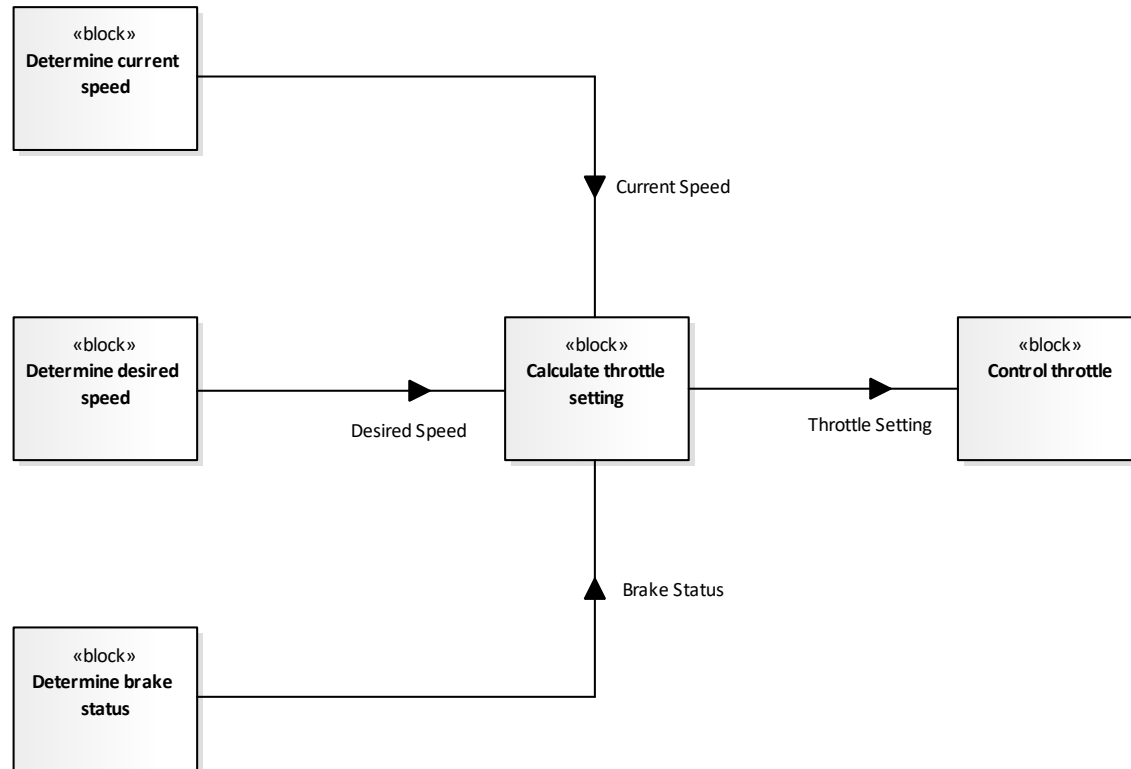 «block»
Determine current
speed
Current Speed
«block»
Determine desired
speed
Desired Speed
«block»
Calculate throttle
setting
Throttle Setting
«block»
Control throttle
Brake Status
«block»
Determine brake
status